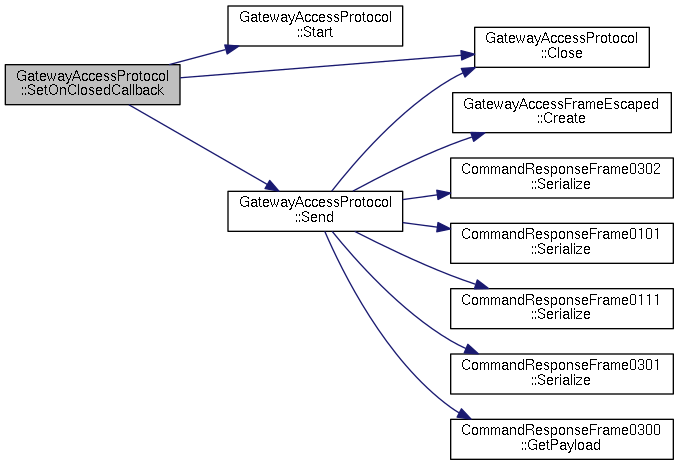 GatewayAccessProtocol
::SetOnClosedCallback
GatewayAccessProtocol
::Start
GatewayAccessProtocol
::Close
GatewayAccessProtocol
::Send
GatewayAccessFrameEscaped
::Create
CommandResponseFrame0302
::Serialize
CommandResponseFrame0101
::Serialize
CommandResponseFrame0111
::Serialize
CommandResponseFrame0301
::Serialize
CommandResponseFrame0300
::GetPayload